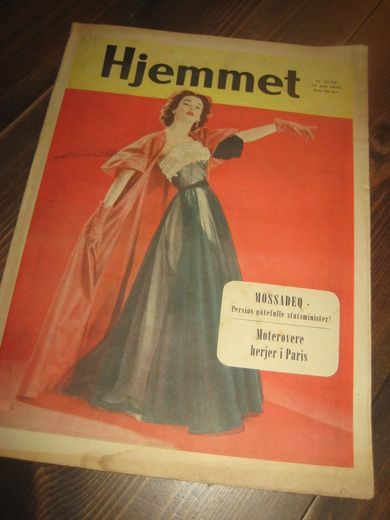 Hjemmet
MOSSADEQ -
Persias gåtefulle statsminister!
Moterøvere
herjer i Paris